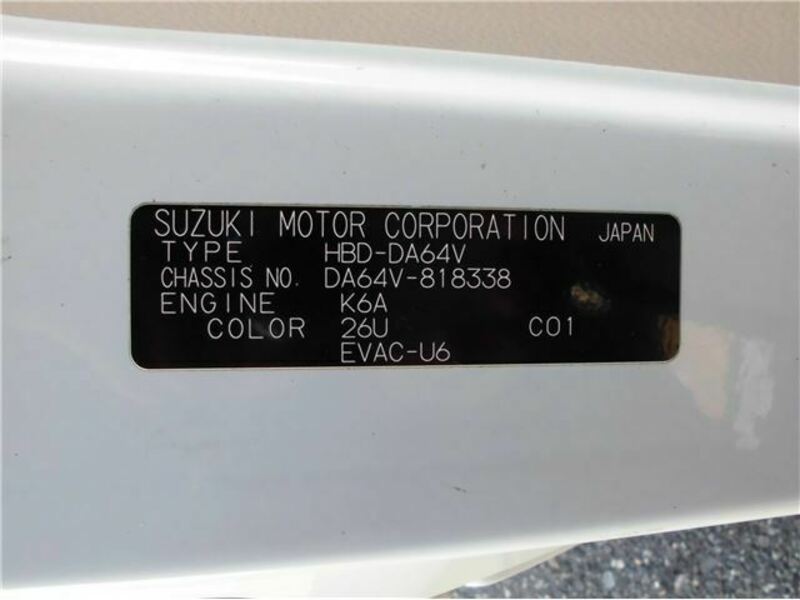 SUZUKI MOTOR CORPORATION JAPAN
TYPE HBD-DA64V
CHASSIS NO. DA64V-818338
ENGINE K6A
COLOR 26U C01
EVAC-U6